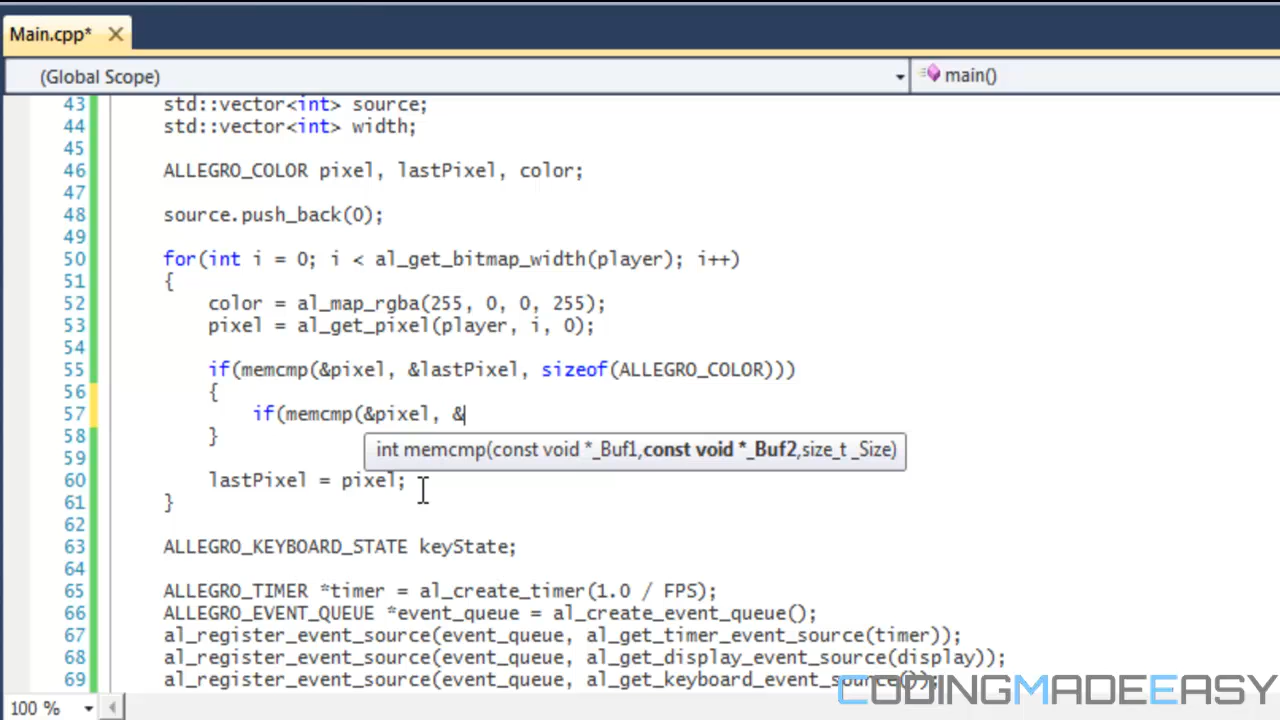 Main.cpp*
(Global Scope)
main()
43 std::vector<int> source;
44 std::vector<int> width;
45
46 ALLEGRO_COLOR pixel, lastPixel, color;
47
48 source.push_back(0);
49
50 for(int i = 0; i < al_get_bitmap_width(player); i++)
51 {
52 color = al_map_rgba(255, 0, 0, 255);
53 pixel = al_get_pixel(player, i, 0);
54
55 if(memcmp(&pixel, &lastPixel, sizeof(ALLEGRO_COLOR)))
56 {
57 if(memcmp(&pixel, &
58 }
int memcmp(const void *_Buf1,const void *_Buf2,size_t _Size)
59
60 lastPixel = pixel;
61 }
62
63 ALLEGRO_KEYBOARD_STATE keyState;
64
65 ALLEGRO_TIMER *timer = al_create_timer(1.0 / FPS);
66 ALLEGRO_EVENT_QUEUE *event_queue = al_create_event_queue();
67 al_register_event_source(event_queue, al_get_timer_event_source(timer));
68 al_register_event_source(event_queue, al_get_display_event_source(display));
69 al_register_event_source(event_queue, al_get_keyboard_event_source());
CODINGMADEEASY
100 %